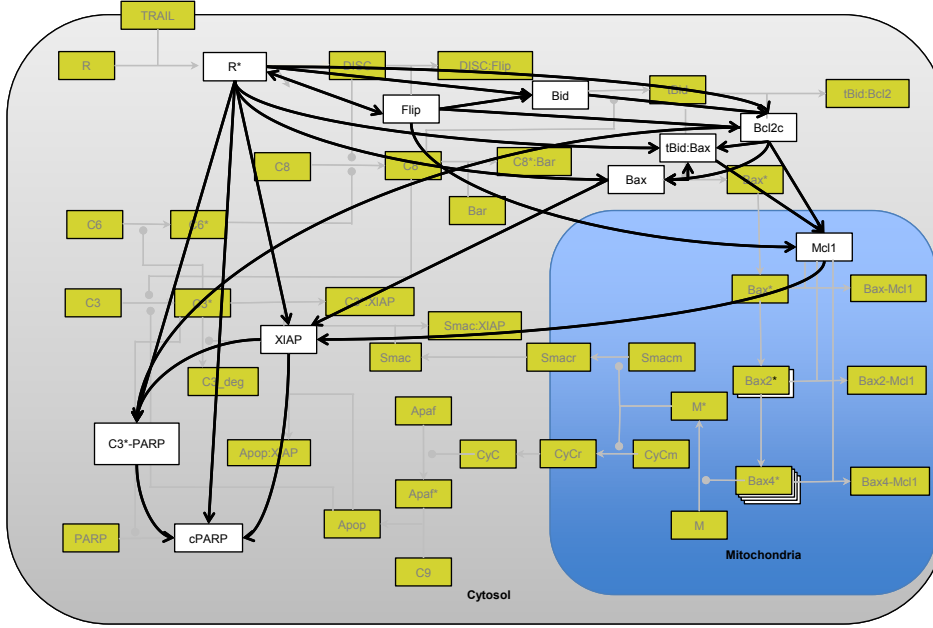 TRAIL
R
R*
DISC
DISC:Flip
Flip
Bid
tBid
tBid:Bcl2
Bcl2c
tBid:Bax
C8
C8*
C8*:Bar
Bax
Bax*
Bar
C6
C6*
Mcl1
C3
C3*
C3*:XIAP
Bax*
Bax-Mcl1
XIAP
Smac:XIAP
Smac
Smacr
Smacm
C3_deg
Bax2*
Bax2-Mcl1
Apaf
M*
C3*-PARP
Apop:XIAP
CyC
CyCr
CyCm
Bax4*
Bax4-Mcl1
Apaf*
PARP
cPARP
Apop
M
Mitochondria
C9
Cytosol